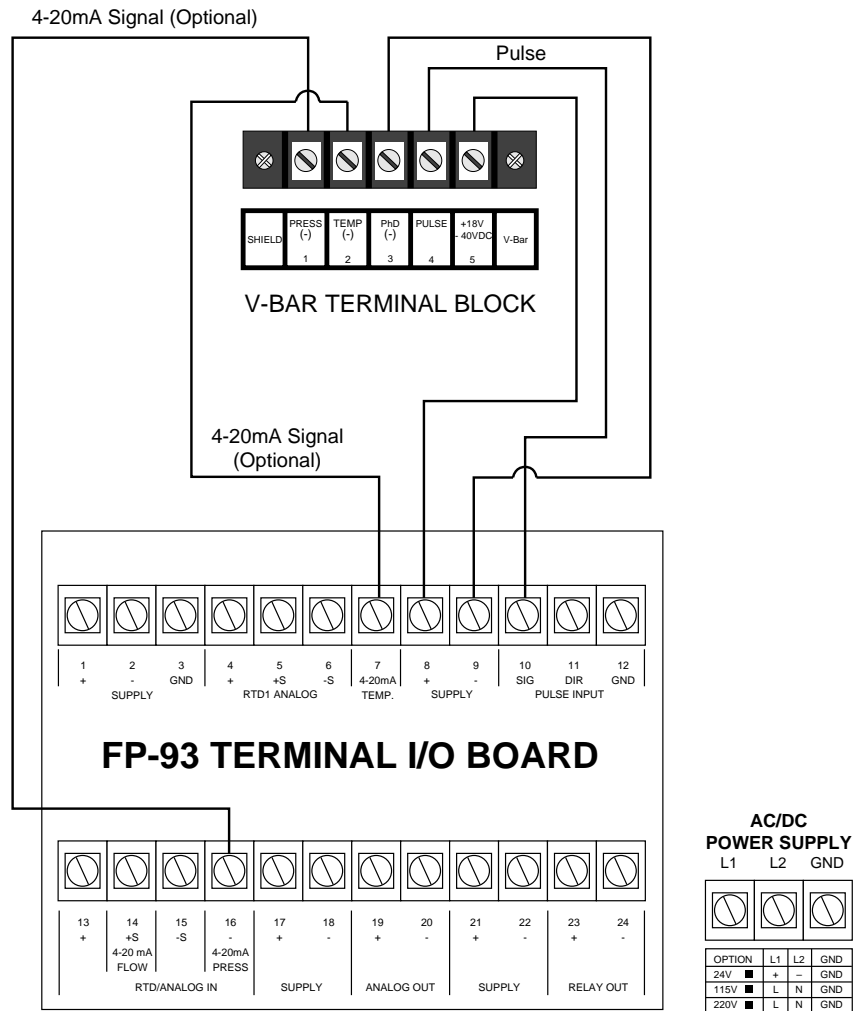 4-20mA Signal (Optional)
Pulse
SHIELD
PRESS
(-)
1
TEMP
(-)
2
PhD
(-)
3
PULSE
4
+18V
- 40VDC
5
V-Bar
V-BAR TERMINAL BLOCK
4-20mA Signal
(Optional)
1 2 3 4 5 6 7 8 9 10 11 12
+ - GND + +S -S 4-20mA + - SIG DIR GND
SUPPLY RTD1 ANALOG TEMP. SUPPLY PULSE INPUT
FP-93 TERMINAL I/O BOARD
13 14 15 16 17 18 19 20 21 22 23 24
+ +S -S - + - + - + - + -
4-20 mA 4-20mA
FLOW PRESS
RTD/ANALOG IN SUPPLY ANALOG OUT SUPPLY RELAY OUT
AC/DC
POWER SUPPLY
L1 L2 GND
OPTION L1 L2 GND
24V + – GND
115V L N GND
220V L N GND